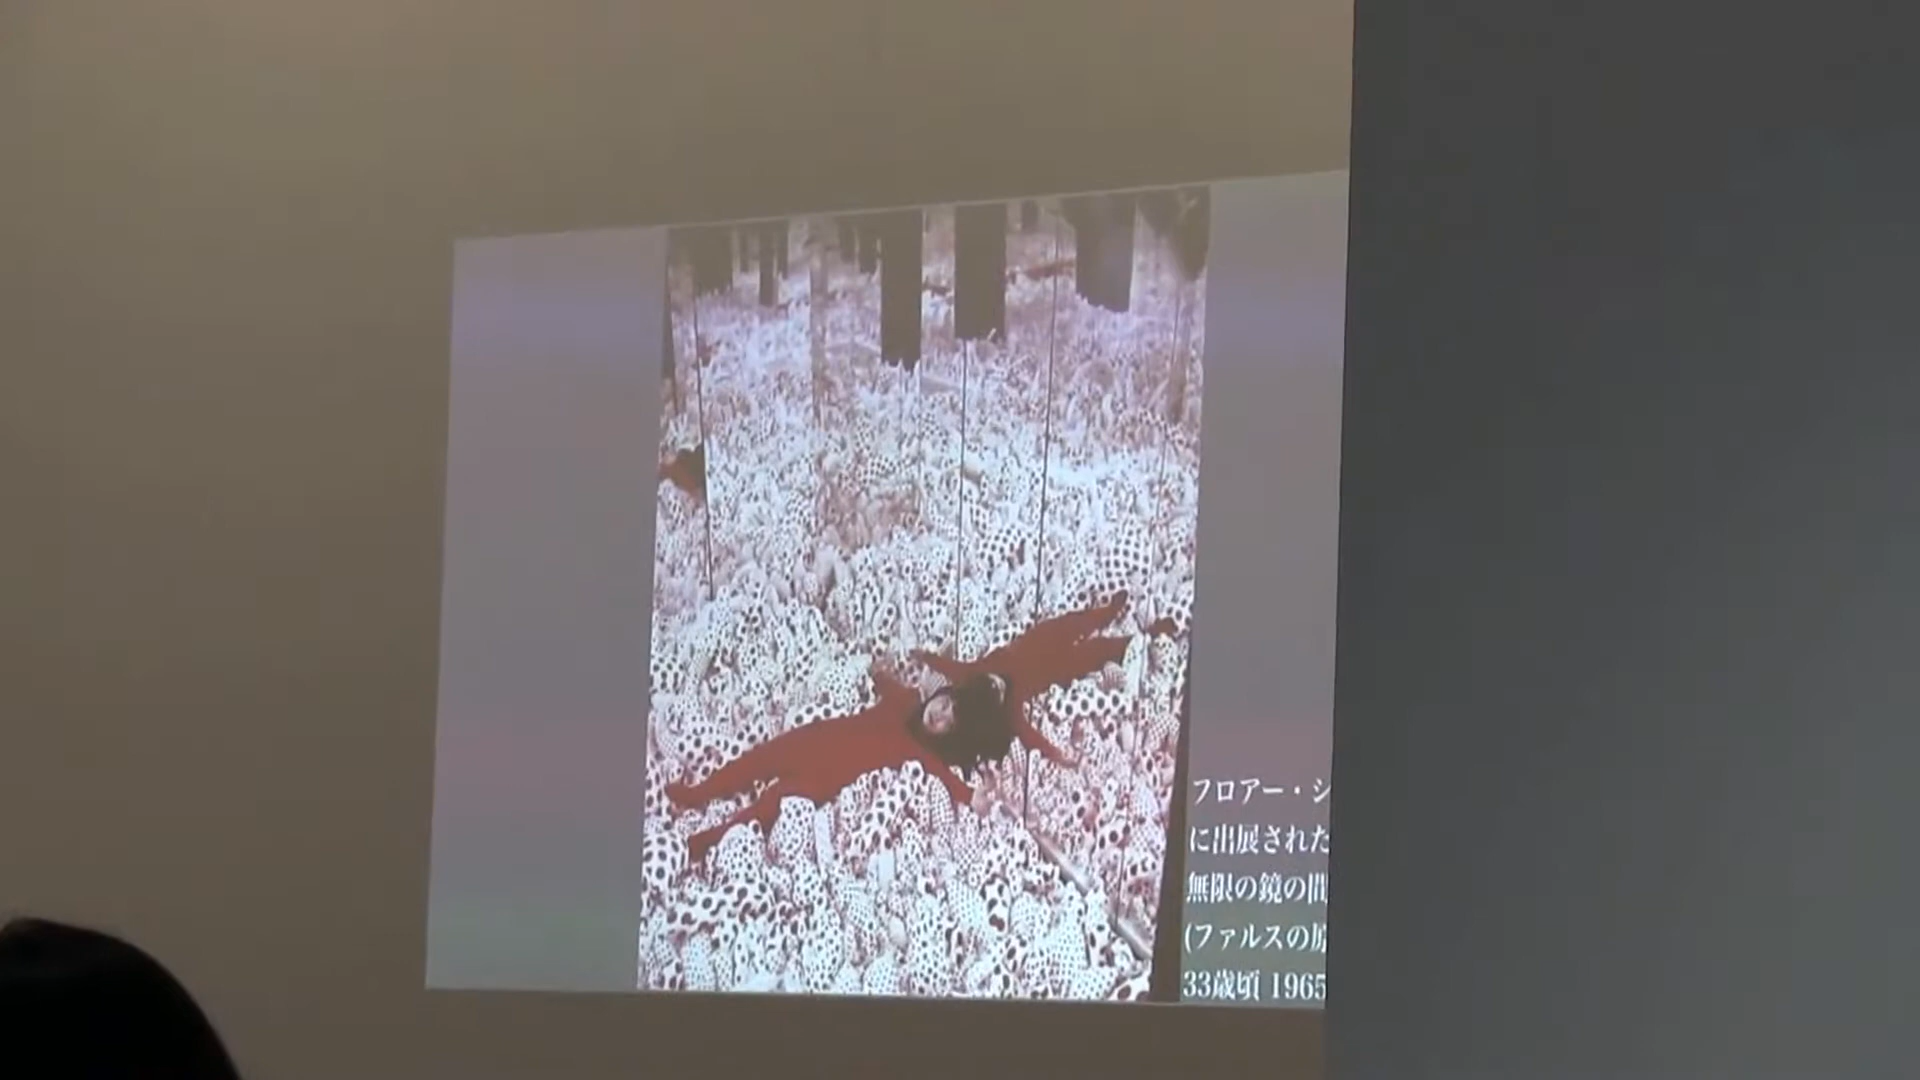 フロアー・シ
に出展された
無限の鏡の間
(ファルスの原
33歳頃 1965